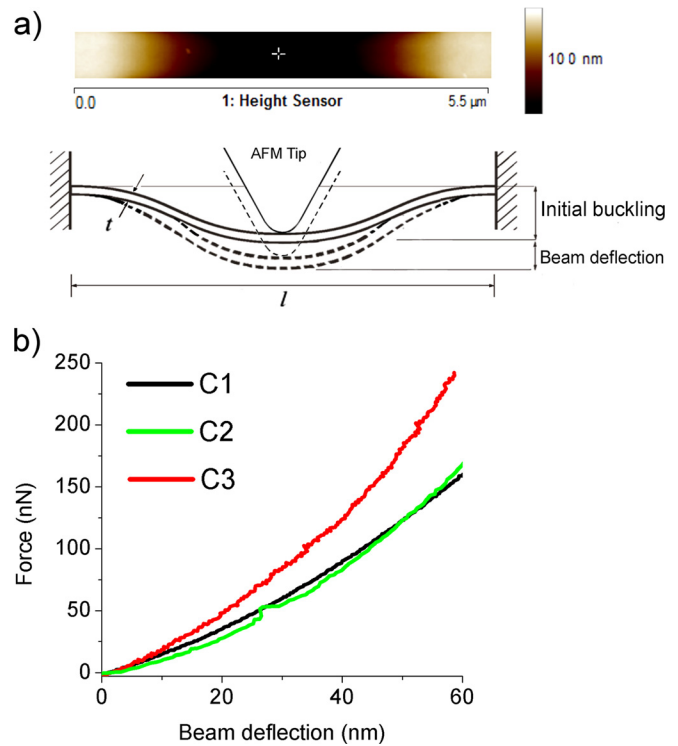 a)
100 nm
0.0
1: Height Sensor
5.5 µm
AFM Tip
t
Initial buckling
Beam deflection
l
b)
250
200
150
100
50
0
Force (nN)
C1
C2
C3
0
20
40
60
Beam deflection (nm)